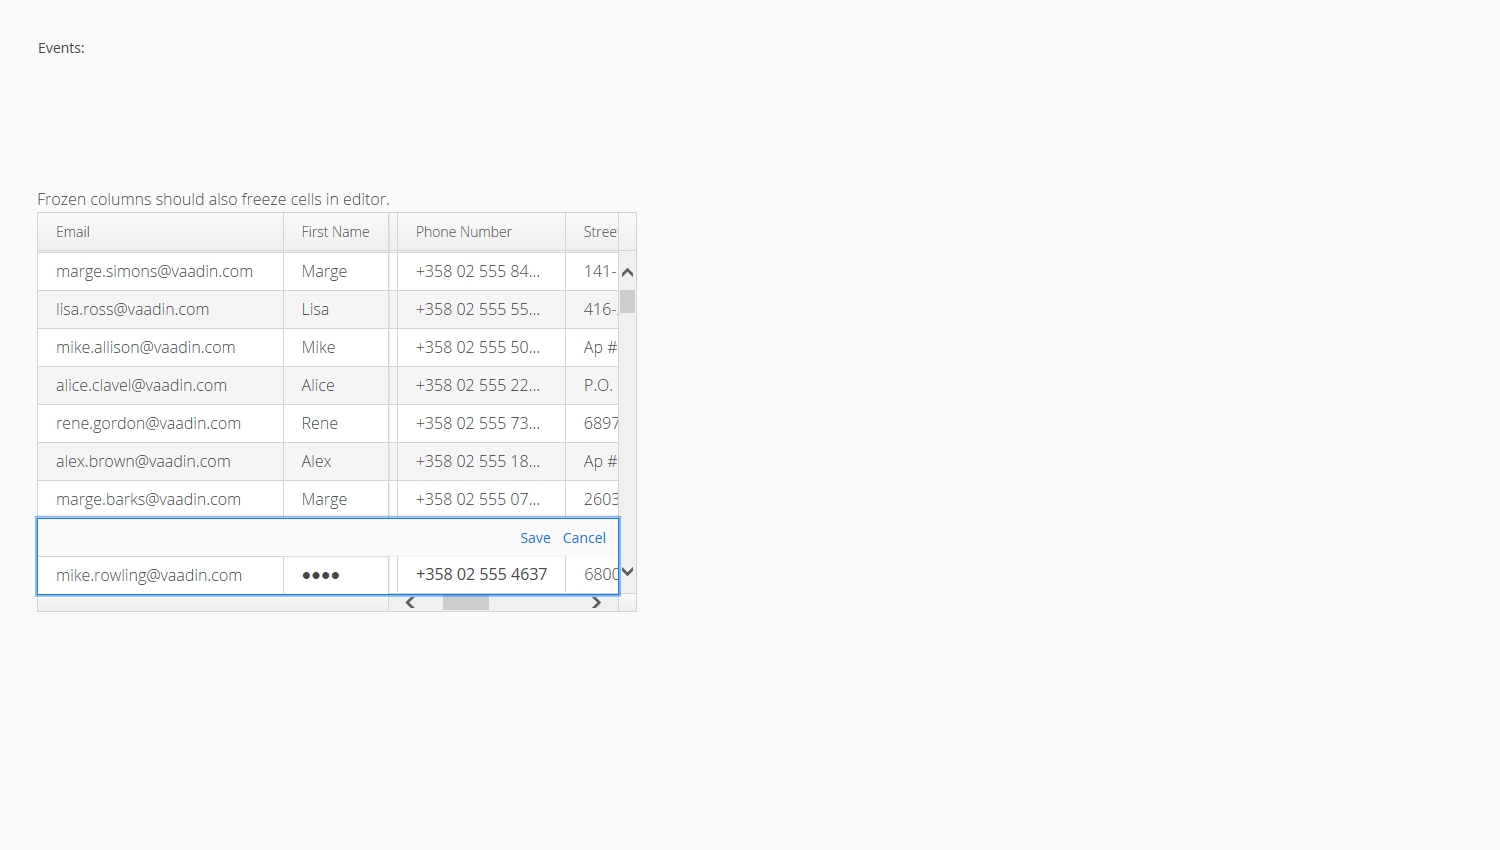 Events:
Frozen columns should also freeze cells in editor.
Email First Name Phone Number Street
marge.simons@vaadin.com Marge +358 02 555 84... 141-
lisa.ross@vaadin.com Lisa +358 02 555 55... 416-
mike.allison@vaadin.com Mike +358 02 555 50... Ap #
alice.clavel@vaadin.com Alice +358 02 555 22... P.O.
rene.gordon@vaadin.com Rene +358 02 555 73... 6897
alex.brown@vaadin.com Alex +358 02 555 18... Ap #
marge.barks@vaadin.com Marge +358 02 555 07... 2603
Save Cancel
mike.rowling@vaadin.com ●●●● +358 02 555 4637 6800